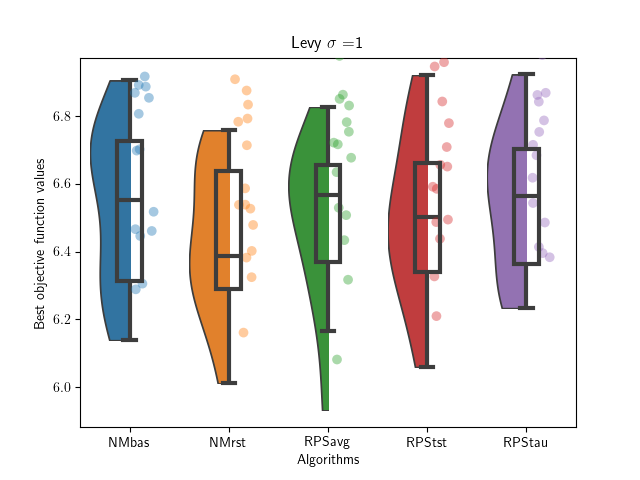 Levy σ =1
Best objective function values
6.8
6.6
6.4
6.2
6.0
NMbas NMrst RPSavg RPStst RPStau
Algorithms